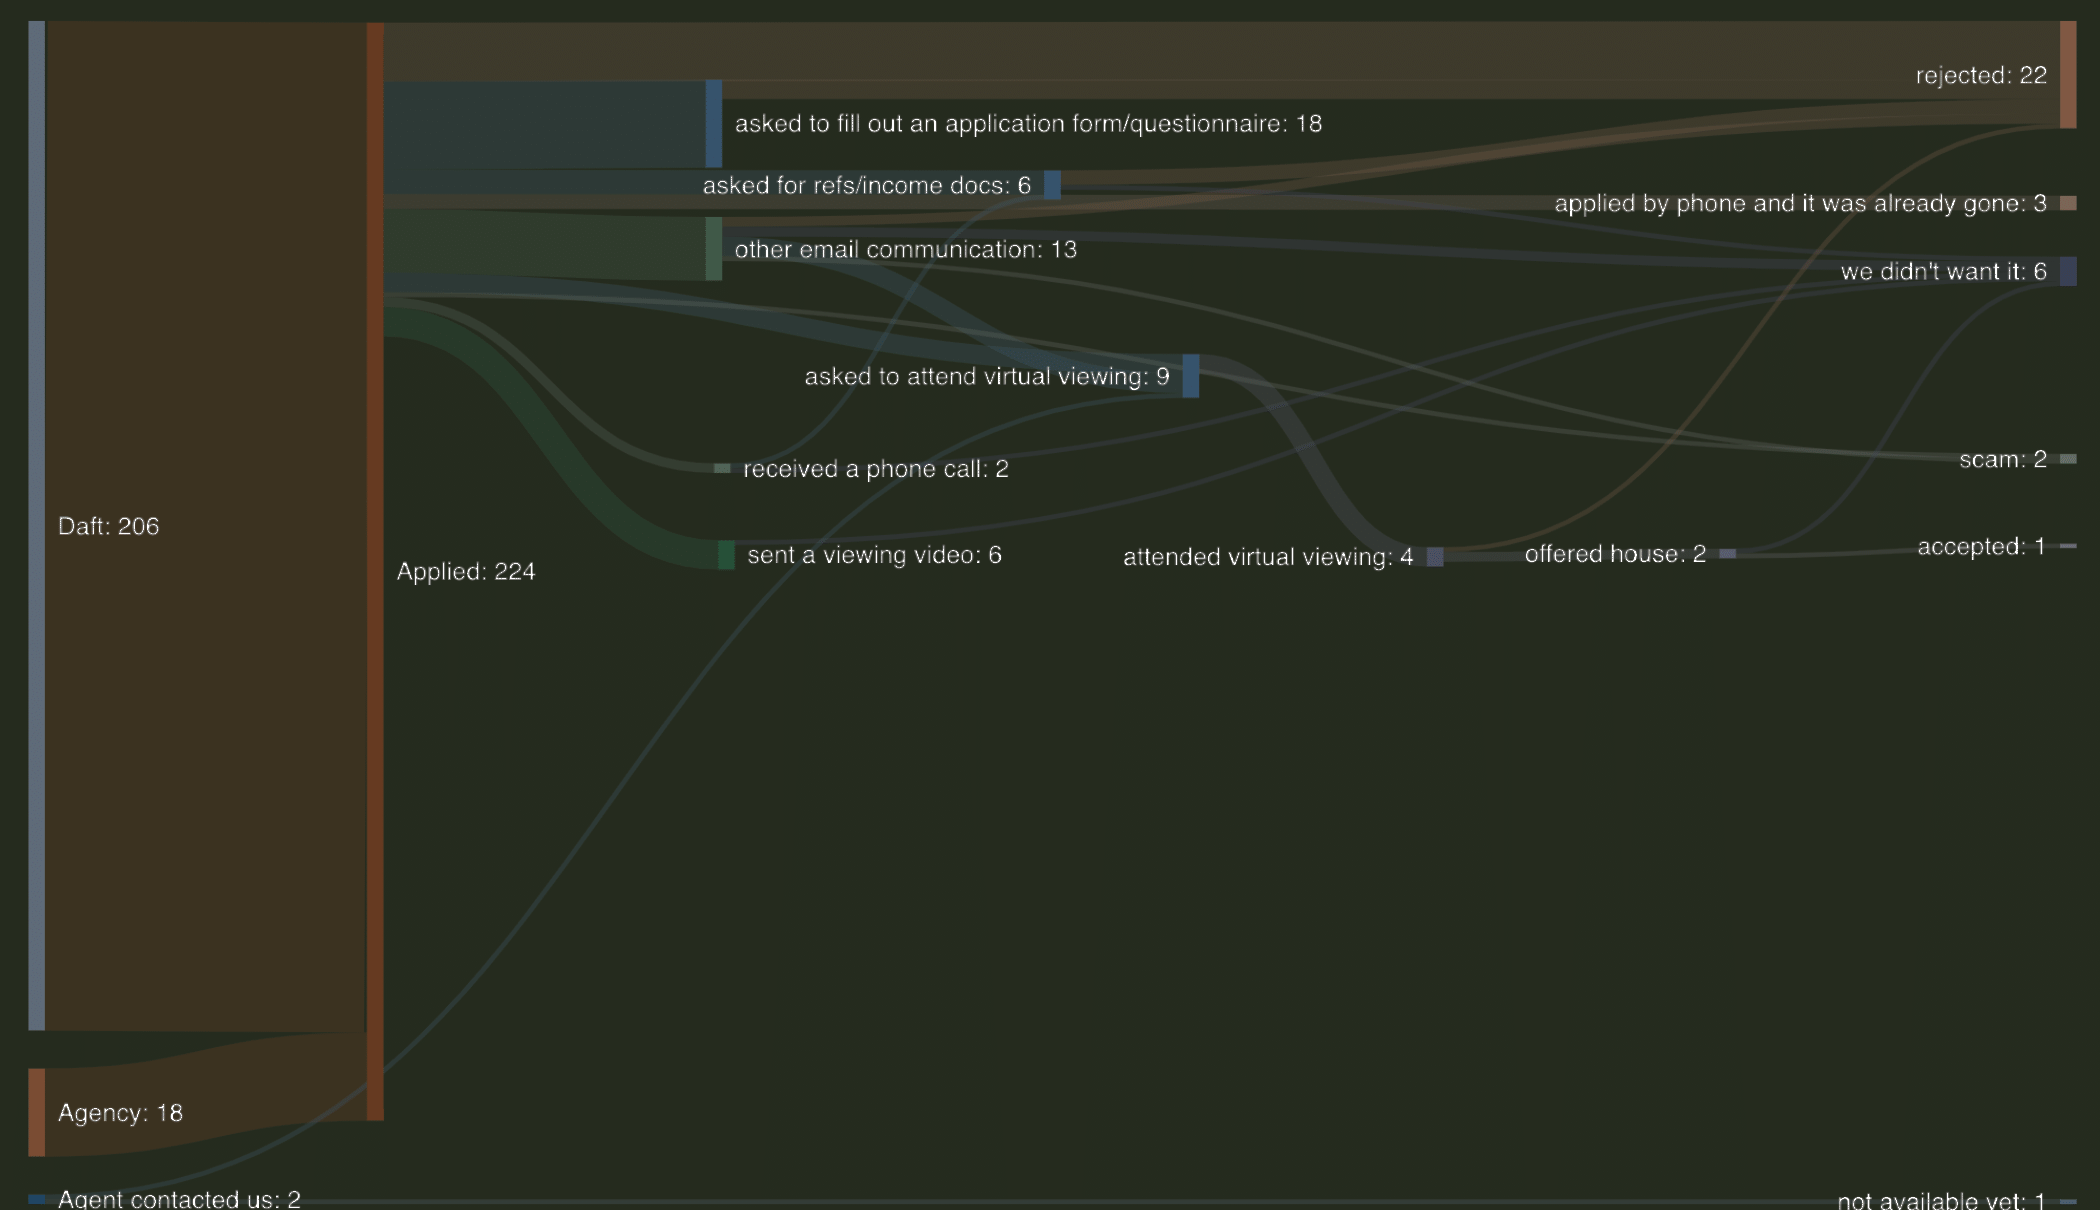 rejected: 22
asked to fill out an application form/questionnaire: 18
asked for refs/income docs: 6
applied by phone and it was already gone: 3
other email communication: 13
we didn't want it: 6
asked to attend virtual viewing: 9
scam: 2
received a phone call: 2
Daft: 206
accepted: 1
sent a viewing video: 6
attended virtual viewing: 4
offered house: 2
Applied: 224
Agency: 18
Agent contacted us: 2
not available yet: 1